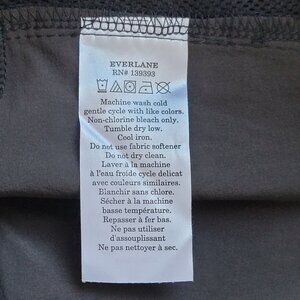 EVERLANE
RN# 139393
Machine wash cold
gentle cycle with like colors.
Non-chlorine bleach only.
Tumble dry low.
Cool iron.
Do not use fabric softener
Do not dry clean.
Laver à la machine
à l'eau froide cycle délicat
avec couleurs similaires.
Blanchir sans chlore.
Sécher à la machine
basse température.
Repasser à fer bas.
Ne pas utiliser
d'assouplissant
Ne pas nettoyer à sec.